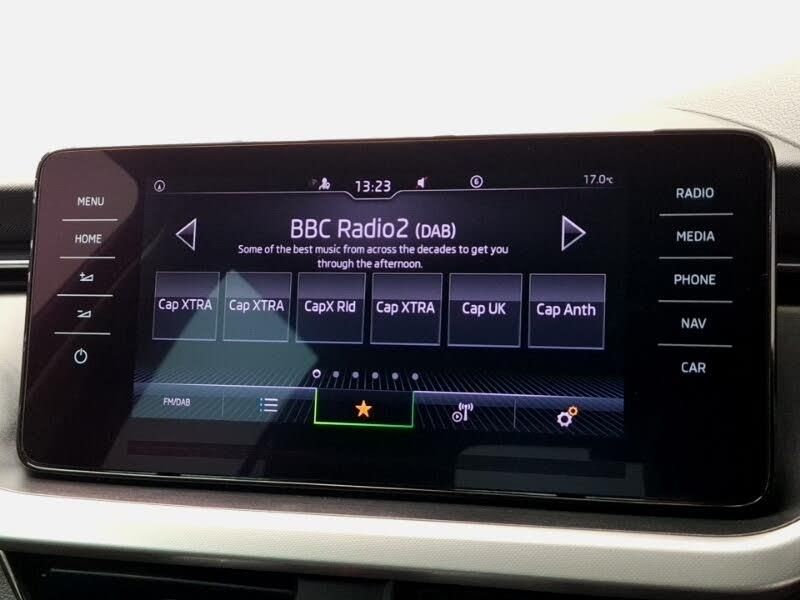 MENU
HOME
13:23
6
17.0°C
BBC Radio2 (DAB)
Some of the best music from across the decades to get you
through the afternoon.
Cap XTRA
Cap XTRA
CapX Rld
Cap XTRA
Cap UK
Cap Anth
FM/DAB
RADIO
MEDIA
PHONE
NAV
CAR